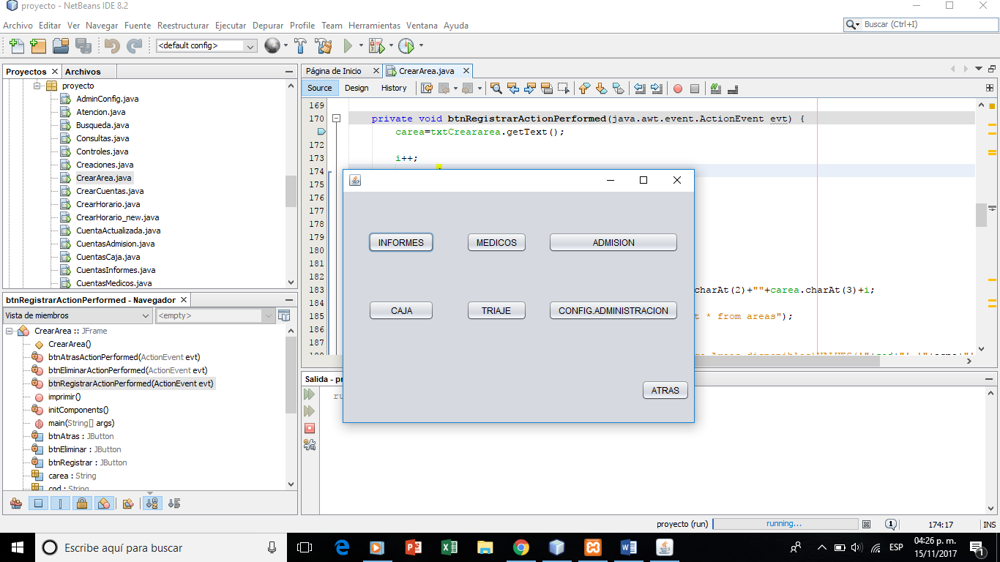 proyecto - NetBeans IDE 8.2
Archivo Editar Ver Navegar Fuente Reestructurar Ejecutar Depurar Profile Team Herramientas Ventana Ayuda
Buscar (Ctrl+I)
<default config>
Proyectos Archivos
proyecto
AdminConfig.java
Atencion.java
Busqueda.java
Consultas.java
Controles.java
Creaciones.java
CrearArea.java
CrearCuentas.java
CrearHorario.java
CrearHorario_new.java
CuentaActualizada.java
CuentasAdmision.java
CuentasCaja.java
CuentasInformes.java
CuentasMedicos.java
btnRegistrarActionPerformed - Navegador
Vista de miembros <empty>
CrearArea :: JFrame
CrearArea()
btnAtrasActionPerformed(ActionEvent evt)
btnEliminarActionPerformed(ActionEvent evt)
btnRegistrarActionPerformed(ActionEvent evt)
imprimir()
initComponents()
main(String[] args)
btnAtras : JButton
btnEliminar : JButton
btnRegistrar : JButton
carea : String
cod : String
Página de Inicio CrearArea.java
Source Design History
169
170 private void btnRegistrarActionPerformed(java.awt.event.ActionEvent evt) {
carea=txtCreararea.getText();
172
173 i++;
174
175
176
177
178
179
180
181
182
183 charAt(2)+""+carea.charAt(3)+i;
184
185 t * from areas");
186
187
INFORMES MEDICOS ADMISION
CAJA TRIAJE CONFIG.ADMINISTRACION
ATRAS
Salida - pr
ru
proyecto (run) running... 1 174:17 INS
Escribe aquí para buscar
ESP 04:26 p. m.
15/11/2017 1